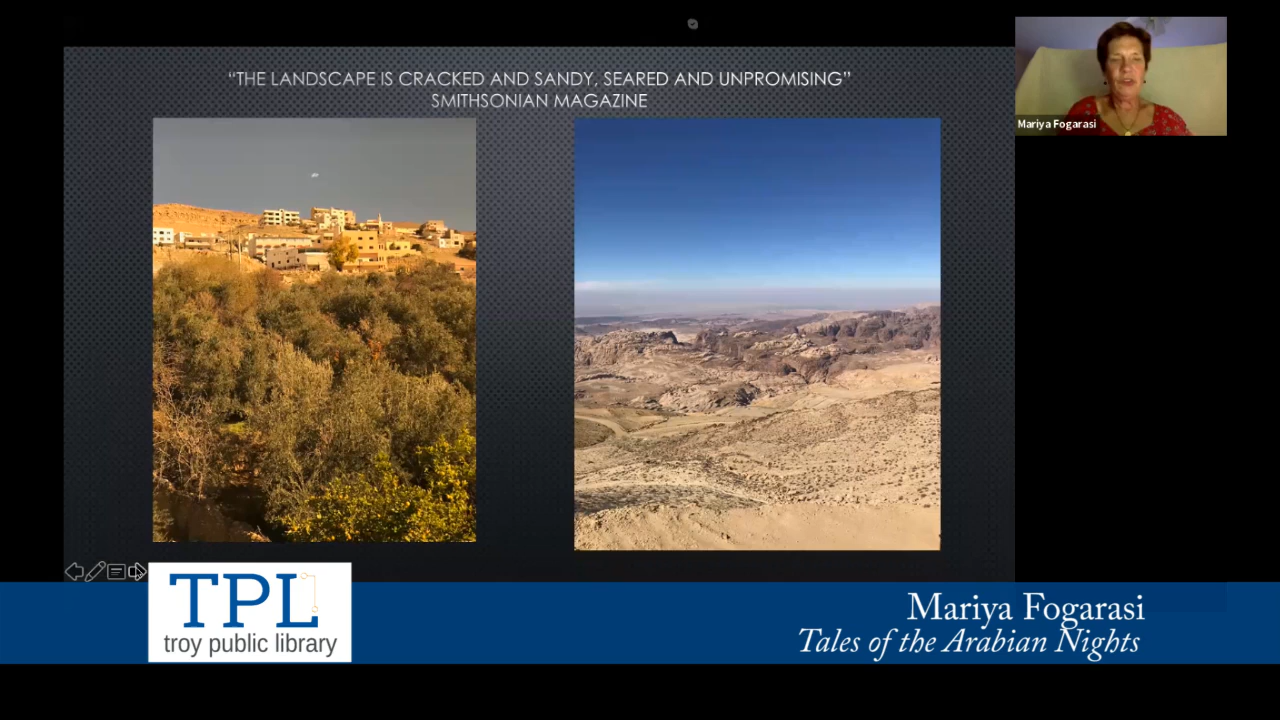 “THE LANDSCAPE IS CRACKED AND SANDY, SEARED AND UNPROMISING”
SMITHSONIAN MAGAZINE
Mariya Fogarasi
TPL
troy public library
Mariya Fogarasi
Tales of the Arabian Nights